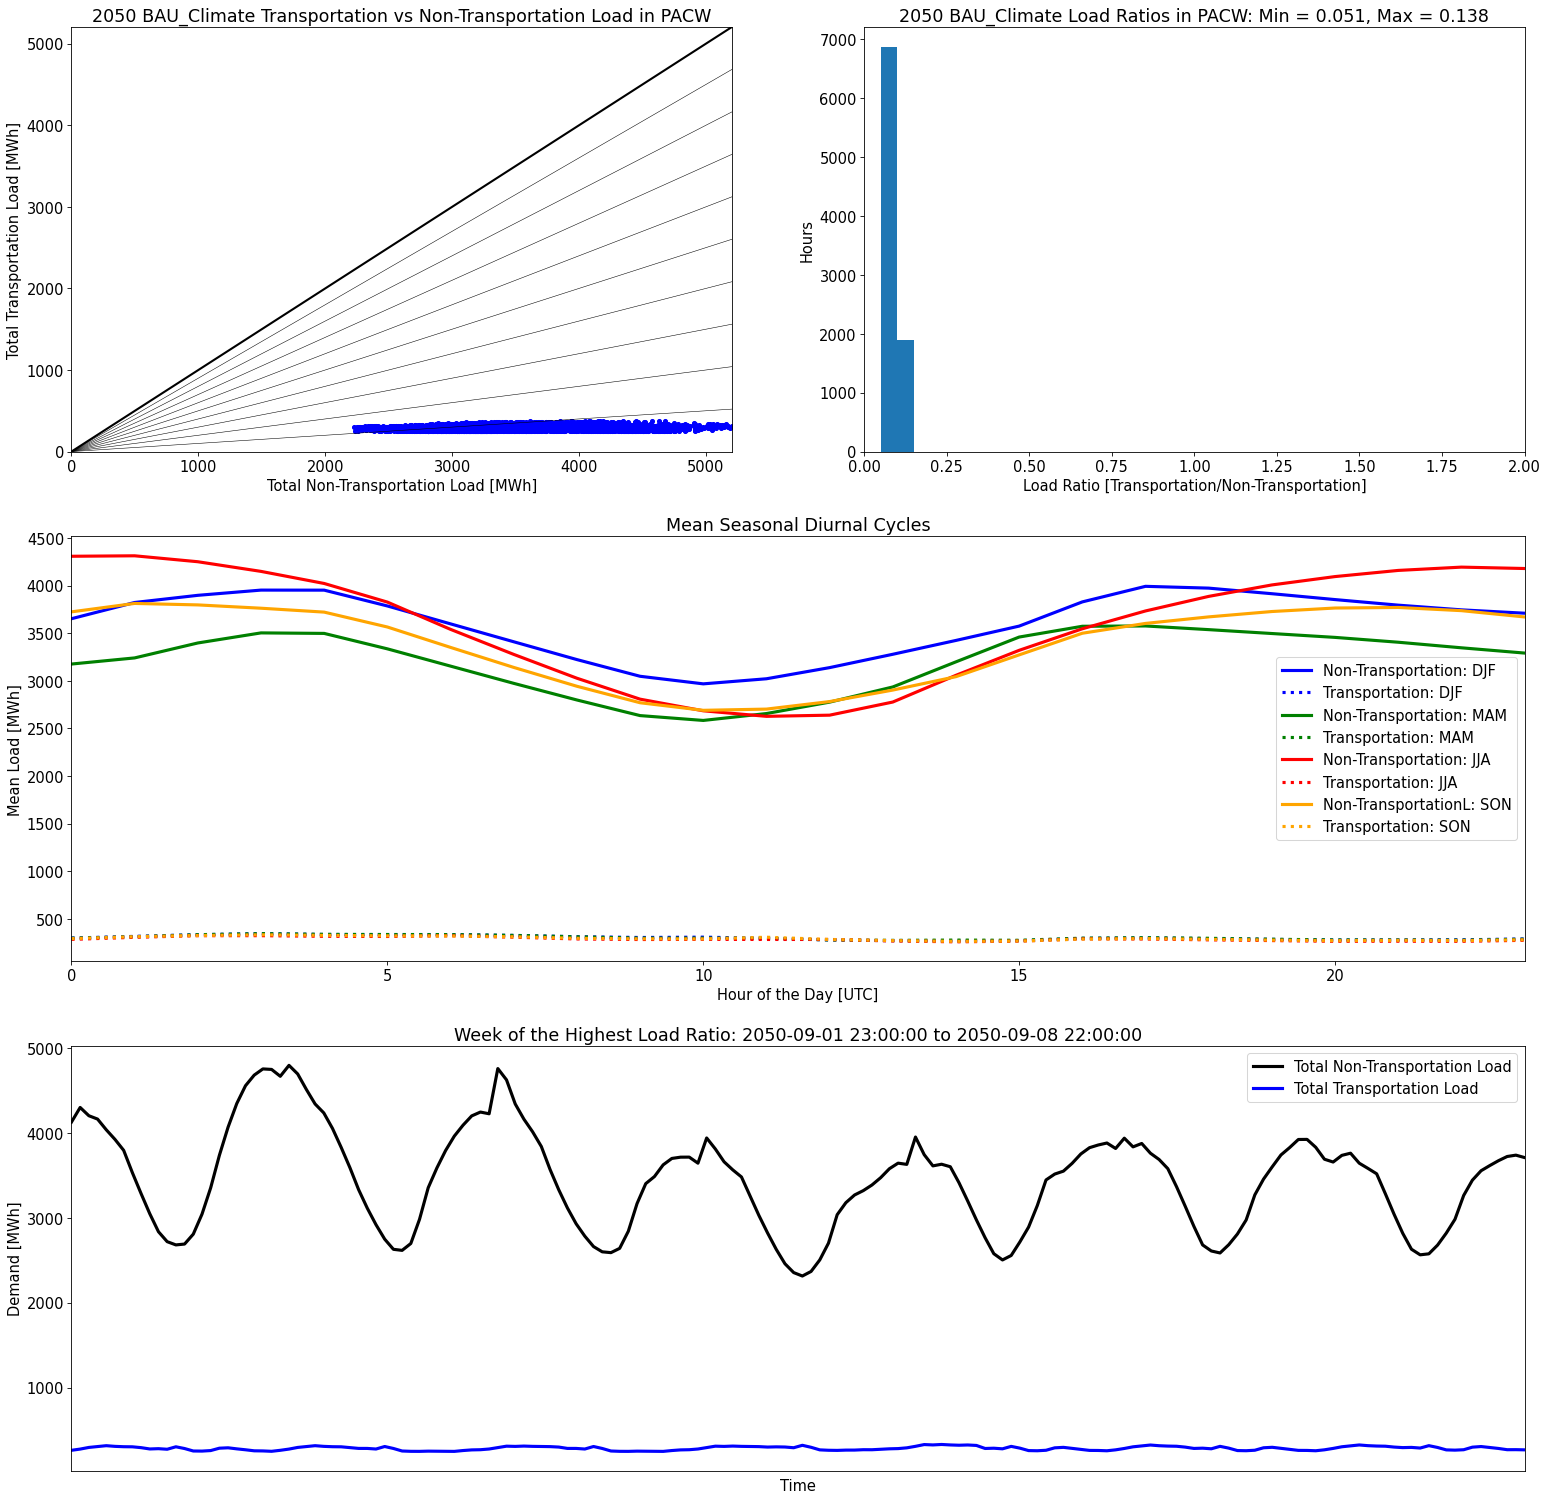 2050 BAU_Climate Transportation vs Non-Transportation Load in PACW
5000
4000
3000
2000
1000
0
Total Transportation Load [MWh]
0 1000 2000 3000 4000 5000
Total Non-Transportation Load [MWh]
2050 BAU_Climate Load Ratios in PACW: Min = 0.051, Max = 0.138
7000
6000
5000
4000
3000
2000
1000
0
Hours
0.00 0.25 0.50 0.75 1.00 1.25 1.50 1.75 2.00
Load Ratio [Transportation/Non-Transportation]
Mean Seasonal Diurnal Cycles
4500
4000
3500
3000
2500
2000
1500
1000
500
Mean Load [MWh]
Non-Transportation: DJF
Transportation: DJF
Non-Transportation: MAM
Transportation: MAM
Non-Transportation: JJA
Transportation: JJA
Non-TransportationL: SON
Transportation: SON
0 5 10 15 20
Hour of the Day [UTC]
Week of the Highest Load Ratio: 2050-09-01 23:00:00 to 2050-09-08 22:00:00
5000
4000
3000
2000
1000
Demand [MWh]
Total Non-Transportation Load
Total Transportation Load
Time